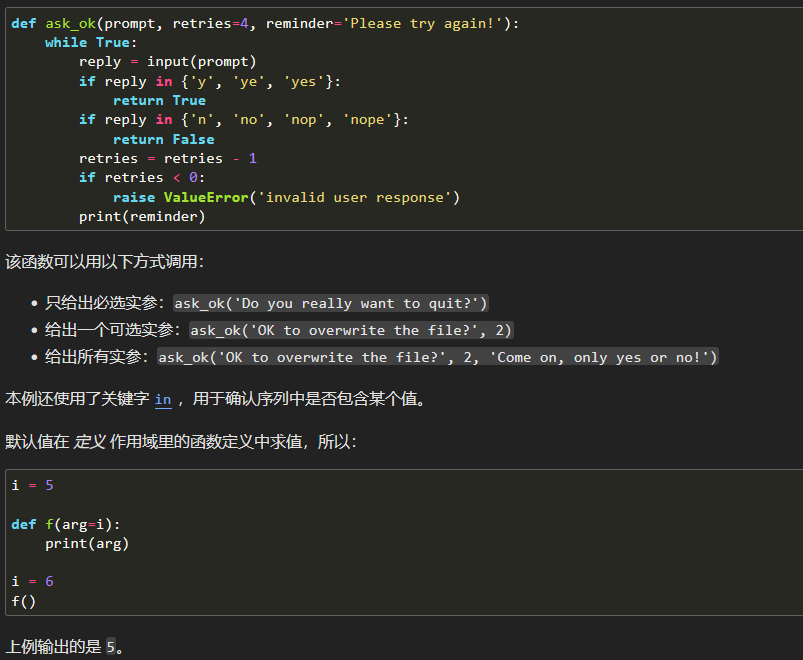 def ask_ok(prompt, retries=4, reminder='Please try again!'):
    while True:
        reply = input(prompt)
        if reply in {'y', 'ye', 'yes'}:
            return True
        if reply in {'n', 'no', 'nop', 'nope'}:
            return False
        retries = retries - 1
        if retries < 0:
            raise ValueError('invalid user response')
        print(reminder)
该函数可以用以下方式调用：
• 只给出必选实参：ask_ok('Do you really want to quit?')
• 给出一个可选实参：ask_ok('OK to overwrite the file?', 2)
• 给出所有实参：ask_ok('OK to overwrite the file?', 2, 'Come on, only yes or no!')
本例还使用了关键字 in ，用于确认序列中是否包含某个值。
默认值在 定义 作用域里的函数定义中求值，所以：
i = 5
def f(arg=i):
    print(arg)
i = 6
f()
上例输出的是 5。